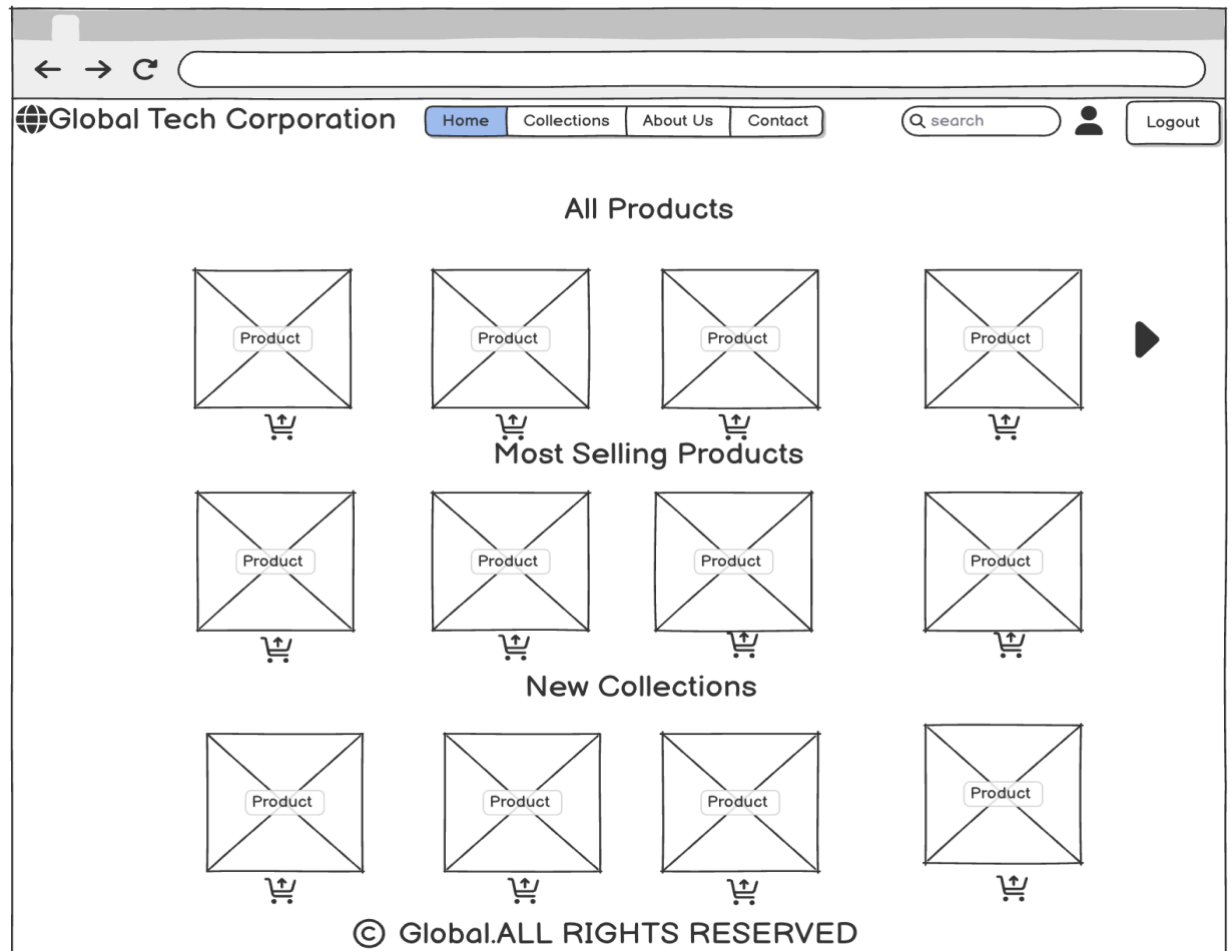 Global Tech Corporation Home Collections About Us Contact search Logout
All Products
Product Product Product Product
Most Selling Products
Product Product Product Product
New Collections
Product Product Product Product
© Global.ALL RIGHTS RESERVED